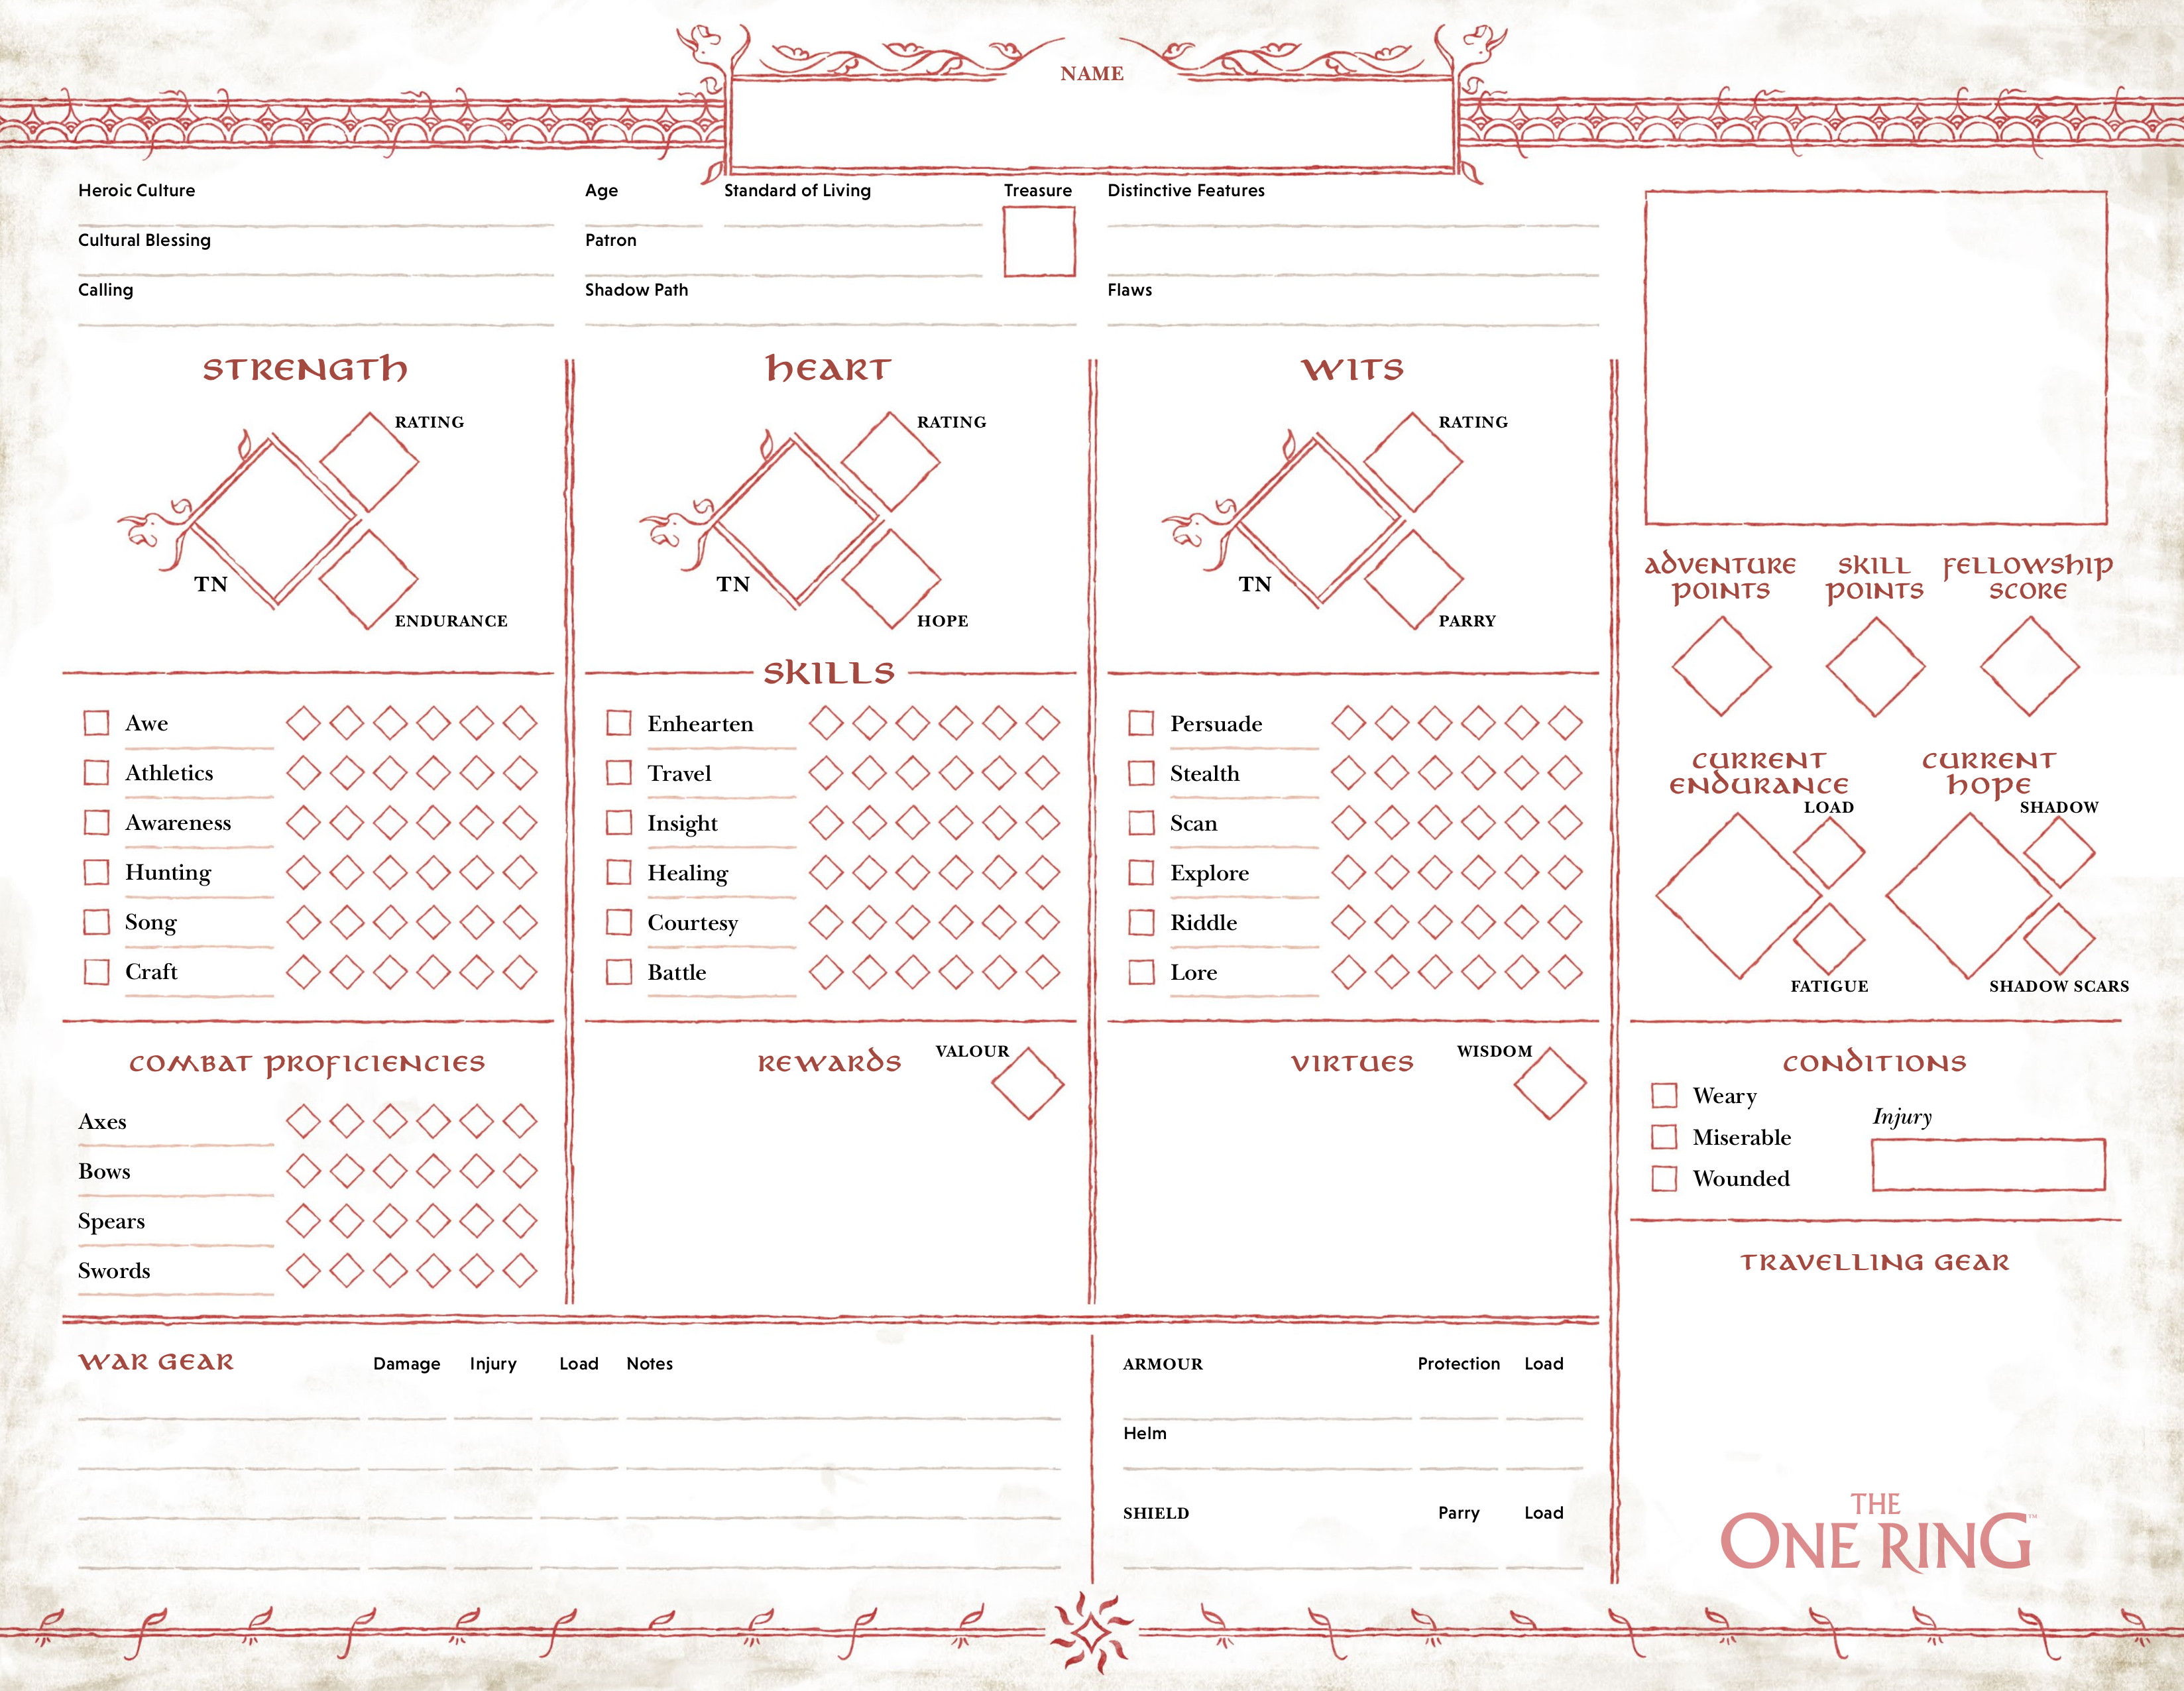 NAME
Heroic Culture
Age Standard of Living Treasure Distinctive Features
Cultural Blessing
Patron
Calling
Shadow Path
Flaws
STRENGTH
RATING
TN
ENDURANCE
HEART
RATING
TN
HOPE
WITS
RATING
TN
PARRY
SKILLS
Awe
Athletics
Awareness
Hunting
Song
Craft
Enhearten
Travel
Insight
Healing
Courtesy
Battle
Persuade
Stealth
Scan
Explore
Riddle
Lore
ADVENTURE
POINTS
SKILL
POINTS
FELLOWSHIP
SCORE
CURRENT
ENDURANCE
LOAD
FATIGUE
CURRENT
HOPE
SHADOW
SHADOW SCARS
COMBAT PROFICIENCIES
Axes
Bows
Spears
Swords
REWARDS VALOUR
VIRTUES WISDOM
CONDITIONS
Weary
Miserable
Wounded
Injury
TRAVELLING GEAR
WAR GEAR Damage Injury Load Notes
ARMOUR Protection Load
Helm
SHIELD Parry Load
THE
ONE RING™